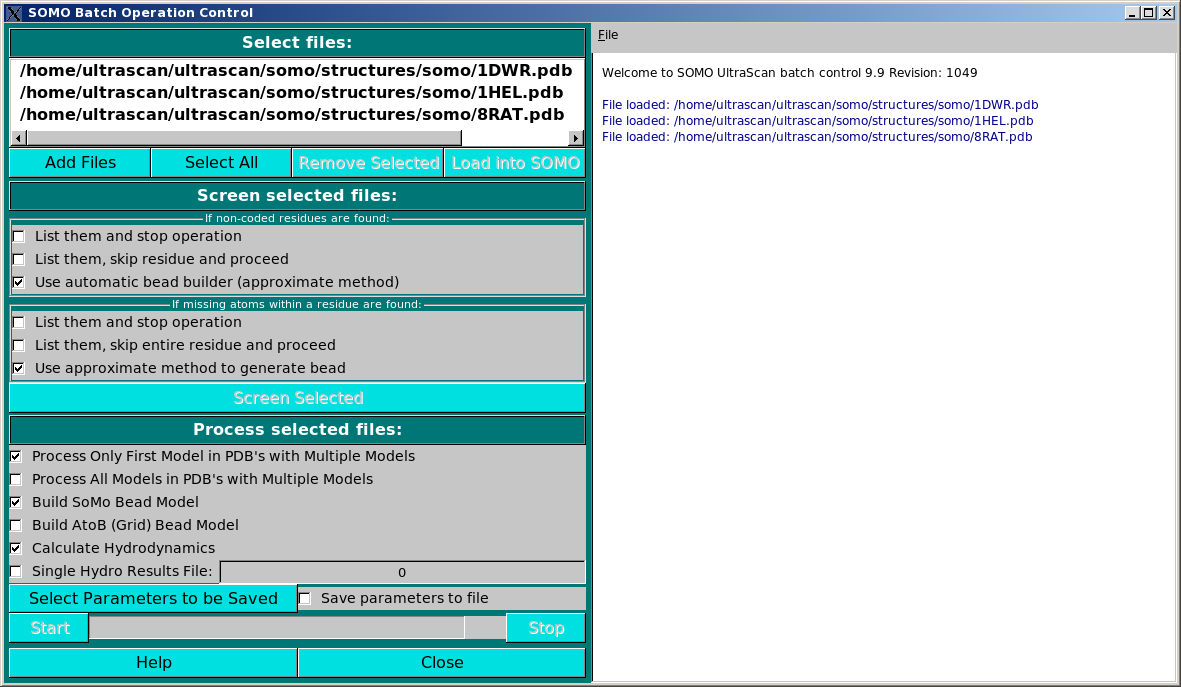 SOMO Batch Operation Control
Select files:
/home/ultrascan/ultrascan/somo/structures/somo/1DWR.pdb
/home/ultrascan/ultrascan/somo/structures/somo/1HEL.pdb
/home/ultrascan/ultrascan/somo/structures/somo/8RAT.pdb
Add Files Select All Remove Selected Load into SOMO
Screen selected files:
If non-coded residues are found:
List them and stop operation
List them, skip residue and proceed
Use automatic bead builder (approximate method)
If missing atoms within a residue are found:
List them and stop operation
List them, skip entire residue and proceed
Use approximate method to generate bead
Screen Selected
Process selected files:
Process Only First Model in PDB's with Multiple Models
Process All Models in PDB's with Multiple Models
Build SoMo Bead Model
Build AtoB (Grid) Bead Model
Calculate Hydrodynamics
Single Hydro Results File: 0
Select Parameters to be Saved Save parameters to file
Start Stop
Help Close
File
Welcome to SOMO UltraScan batch control 9.9 Revision: 1049
File loaded: /home/ultrascan/ultrascan/somo/structures/somo/1DWR.pdb
File loaded: /home/ultrascan/ultrascan/somo/structures/somo/1HEL.pdb
File loaded: /home/ultrascan/ultrascan/somo/structures/somo/8RAT.pdb